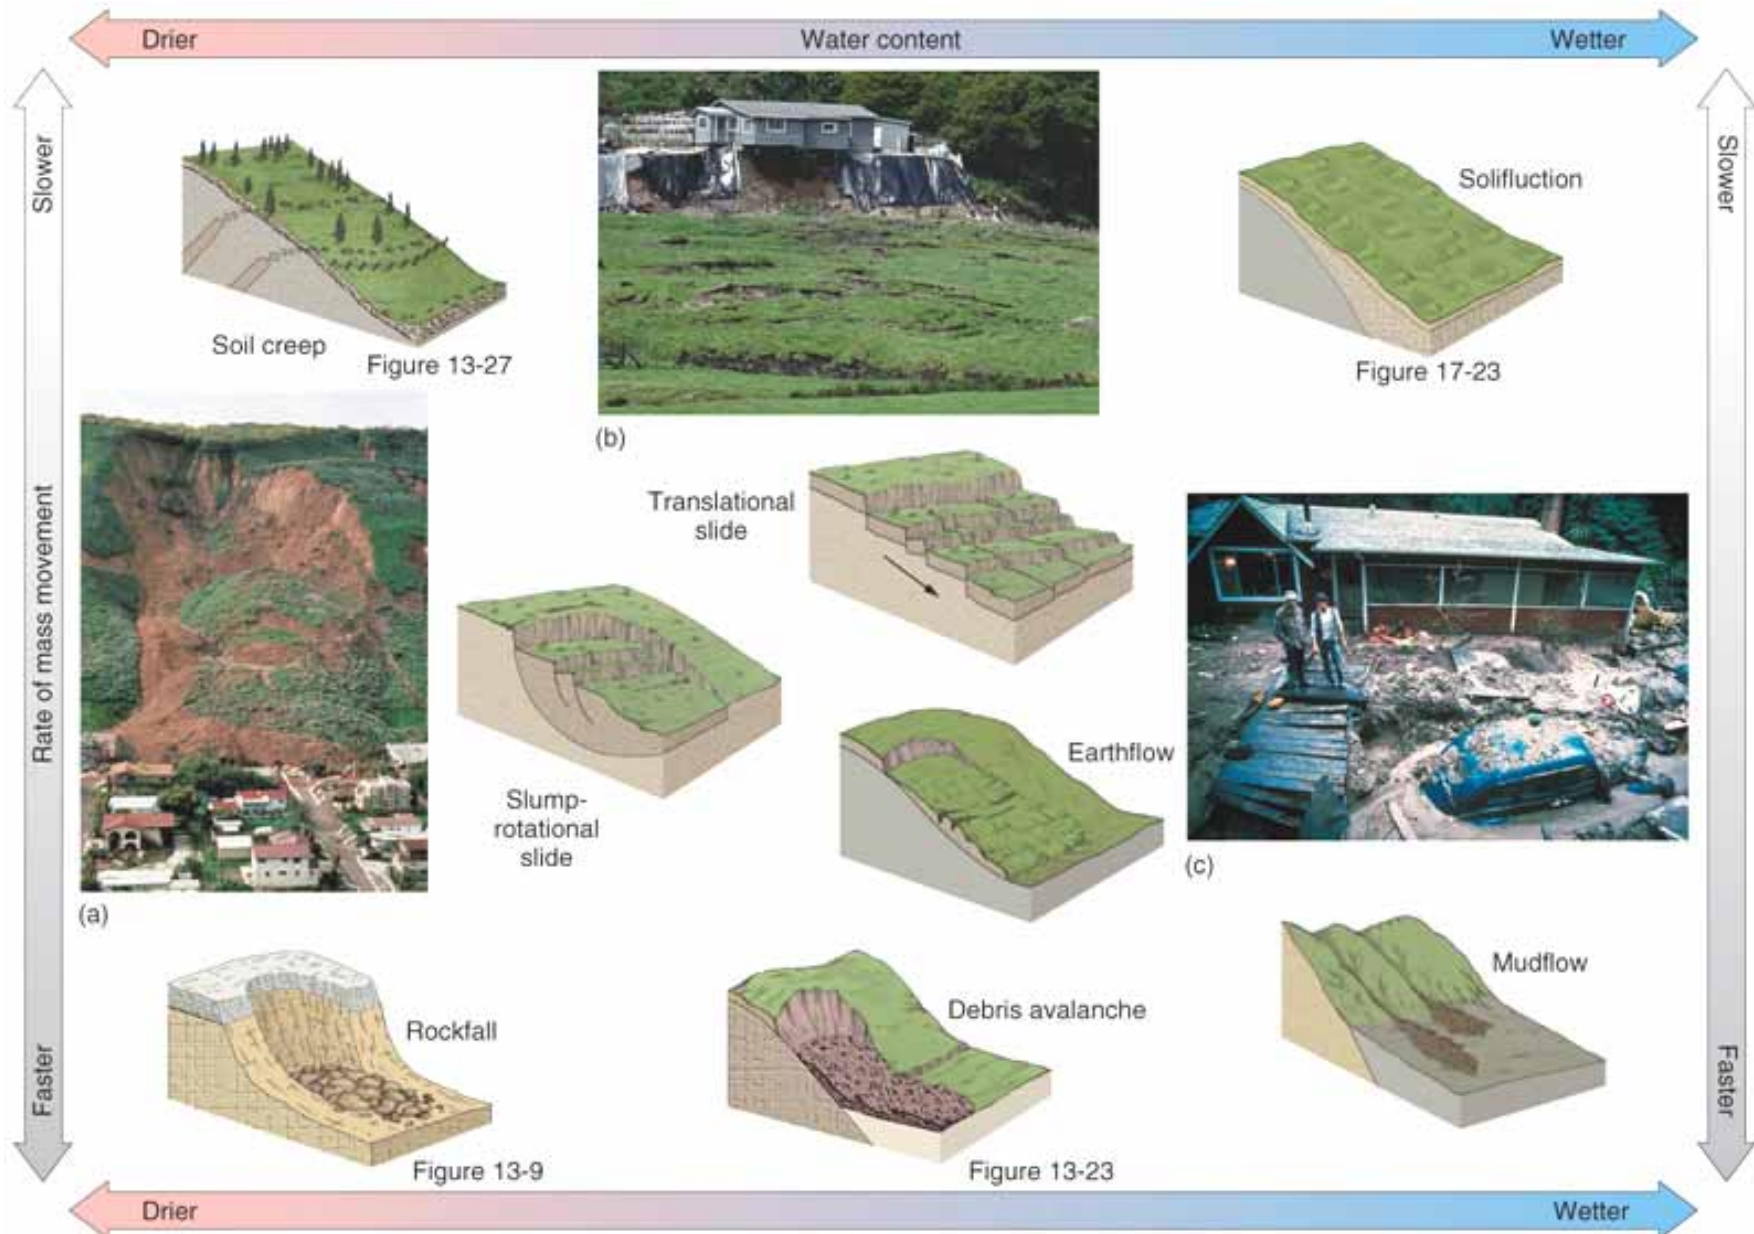 Drier
Water content
Wetter
Slower
Rate of mass movement
Faster
Slower
Faster
Soil creep
Figure 13-27
(b)
Solifluction
Figure 17-23
Translational
slide
(a)
Slump-
rotational
slide
Earthflow
(c)
Rockfall
Figure 13-9
Debris avalanche
Figure 13-23
Mudflow
Drier
Wetter